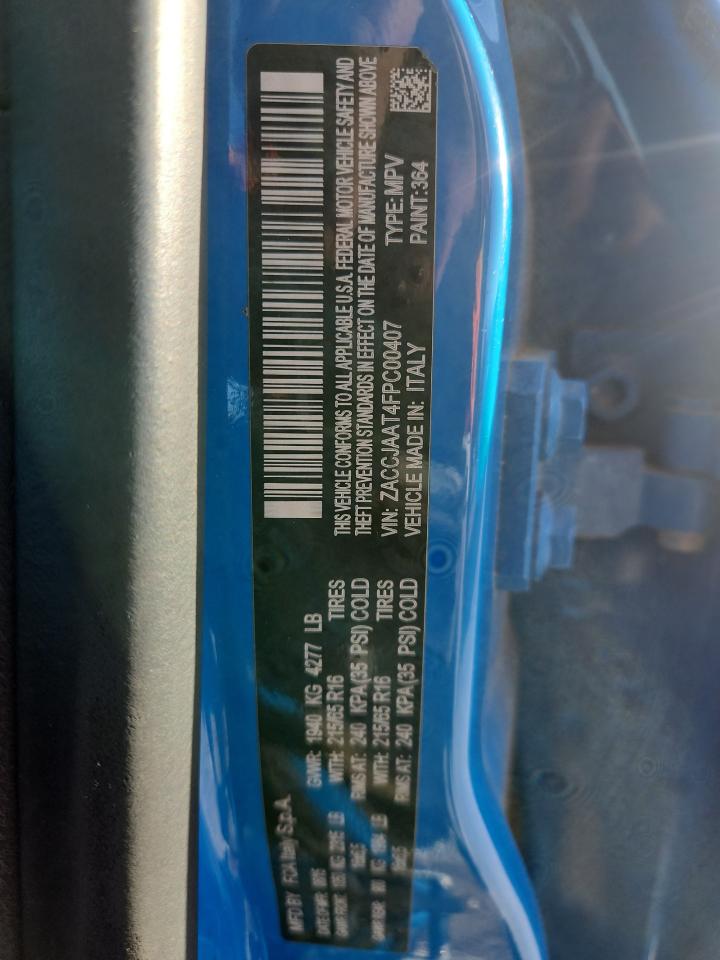 MFD BY FCA Italy S.p.A.
GVWR: 1940 KG 4277 LB
WITH: 215/65 R16 TIRES
RIMS AT: 240 KPA(35 PSI) COLD
WITH: 215/65 R16 TIRES
RIMS AT: 240 KPA(35 PSI) COLD
THIS VEHICLE CONFORMS TO ALL APPLICABLE U.S.A. FEDERAL MOTOR VEHICLE SAFETY AND
THEFT PREVENTION STANDARDS IN EFFECT ON THE DATE OF MANUFACTURE SHOWN ABOVE
VIN: ZACCJAAT4FPC00407 TYPE:MPV
VEHICLE MADE IN: ITALY PAINT:364